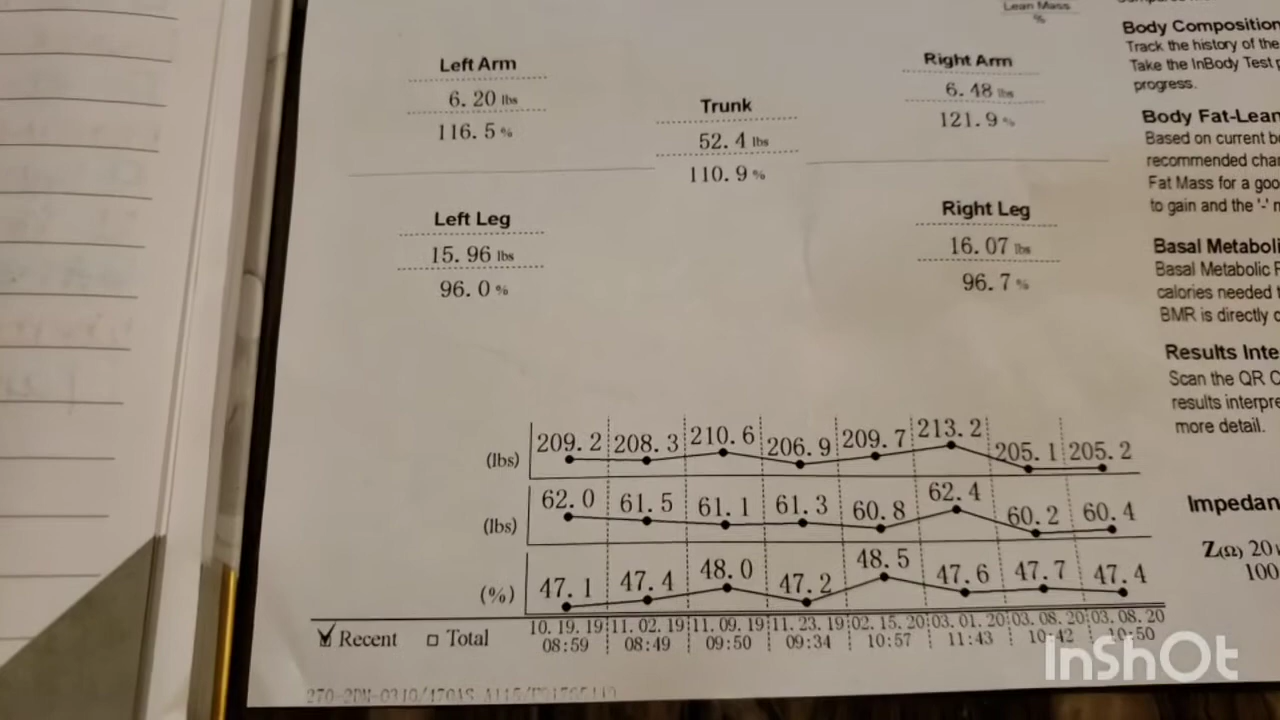 Lean Mass
%
Left Arm
6.20 lbs
116.5 %
Trunk
52.4 lbs
110.9 %
Right Arm
6.48 lbs
121.9 %
Left Leg
15.96 lbs
96.0 %
Right Leg
16.07 lbs
96.7 %
(lbs) 209.2 208.3 210.6 206.9 209.7 213.2 205.1 205.2
(lbs) 62.0 61.5 61.1 61.3 60.8 62.4 60.2 60.4
(%) 47.1 47.4 48.0 47.2 48.5 47.6 47.7 47.4
Recent Total 10.19.19 11.02.19 11.09.19 11.23.19 02.15.20 03.01.20 03.08.20 03.08.20
08:59 08:49 09:50 09:34 10:57 11:43 10:42 10:50
Body Composition
Track the history of the
Take the InBody Test
progress.
Body Fat-Lean
Based on current
recommended
Fat Mass for a
to gain and the '-'
Basal
Basal Metabolic
calories needed
BMR is directly
Results
Scan the QR
results
more detail.
Z(Ω) 20
100
InShOt